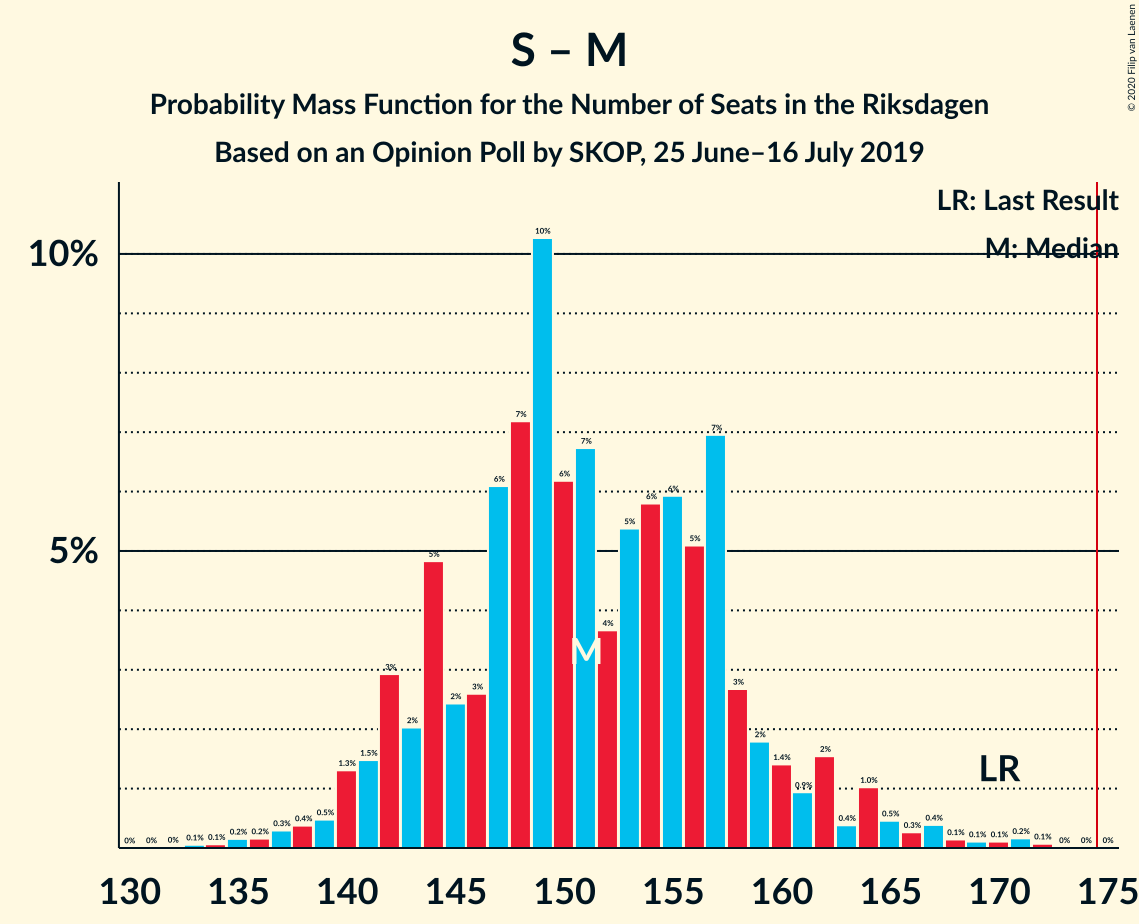 S – M
Probability Mass Function for the Number of Seats in the Riksdagen
Based on an Opinion Poll by SKOP, 25 June–16 July 2019
© 2020 Filip van Laenen
LR: Last Result
M: Median
10%
5%
0% 0% 0% 0.1% 0.1% 0.2% 0.2% 0.3% 0.4% 0.5% 1.3% 1.5% 3% 2% 5% 2% 3% 6% 7% 10% 6% 7% 4% 5% 6% 6% 5% 7% 3% 2% 1.4% 0.9% 2% 0.4% 1.0% 0.5% 0.3% 0.4% 0.1% 0.1% 0.1% 0.2% 0.1% 0% 0% 0%
M
LR
130 135 140 145 150 155 160 165 170 175